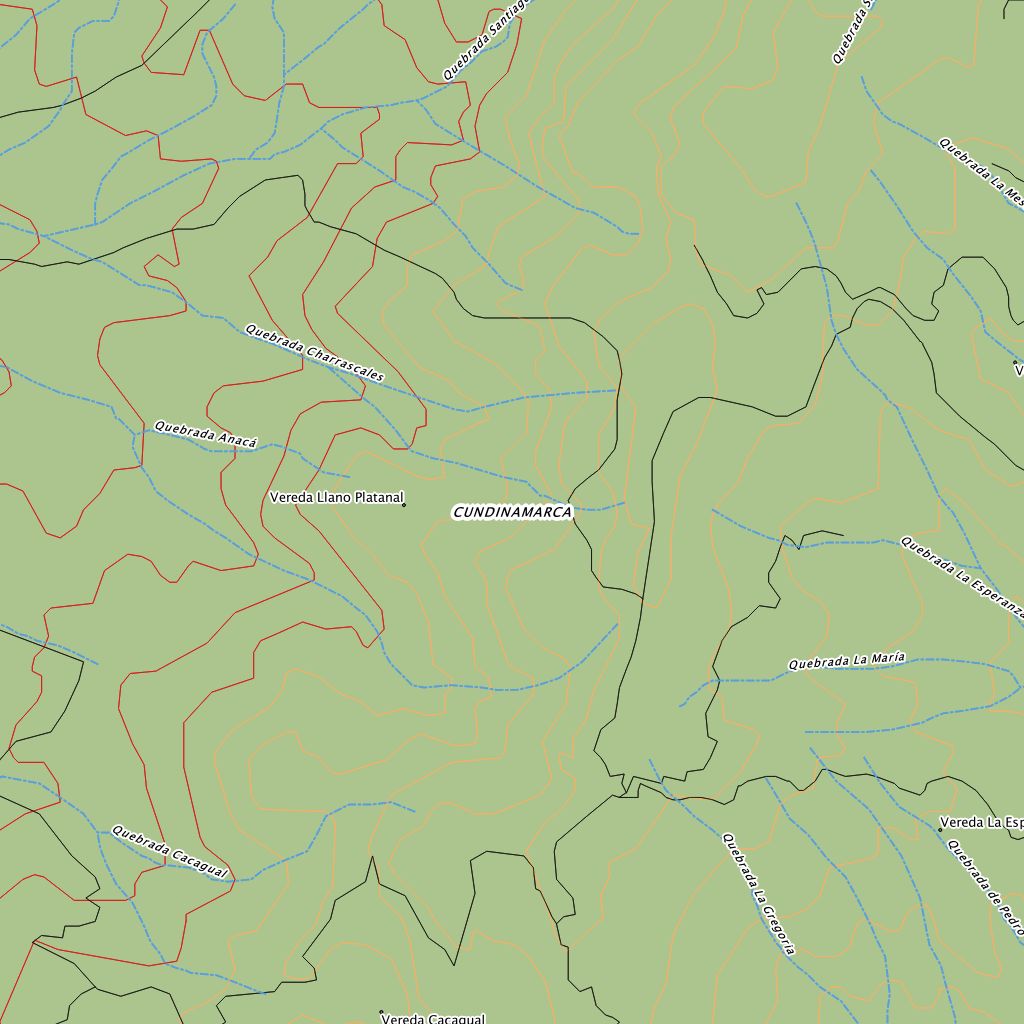 Quebrada Santiago
Quebrada S
Quebrada La Mes
Quebrada Charrascales
V
Quebrada Anacá
Vereda Llano Platanal
CUNDINAMARCA
Quebrada La Esperanza
Quebrada La María
Vereda La Esp
Quebrada Cacagual
Quebrada La Gregoria
Quebrada de Pedro
Vereda Cacagual